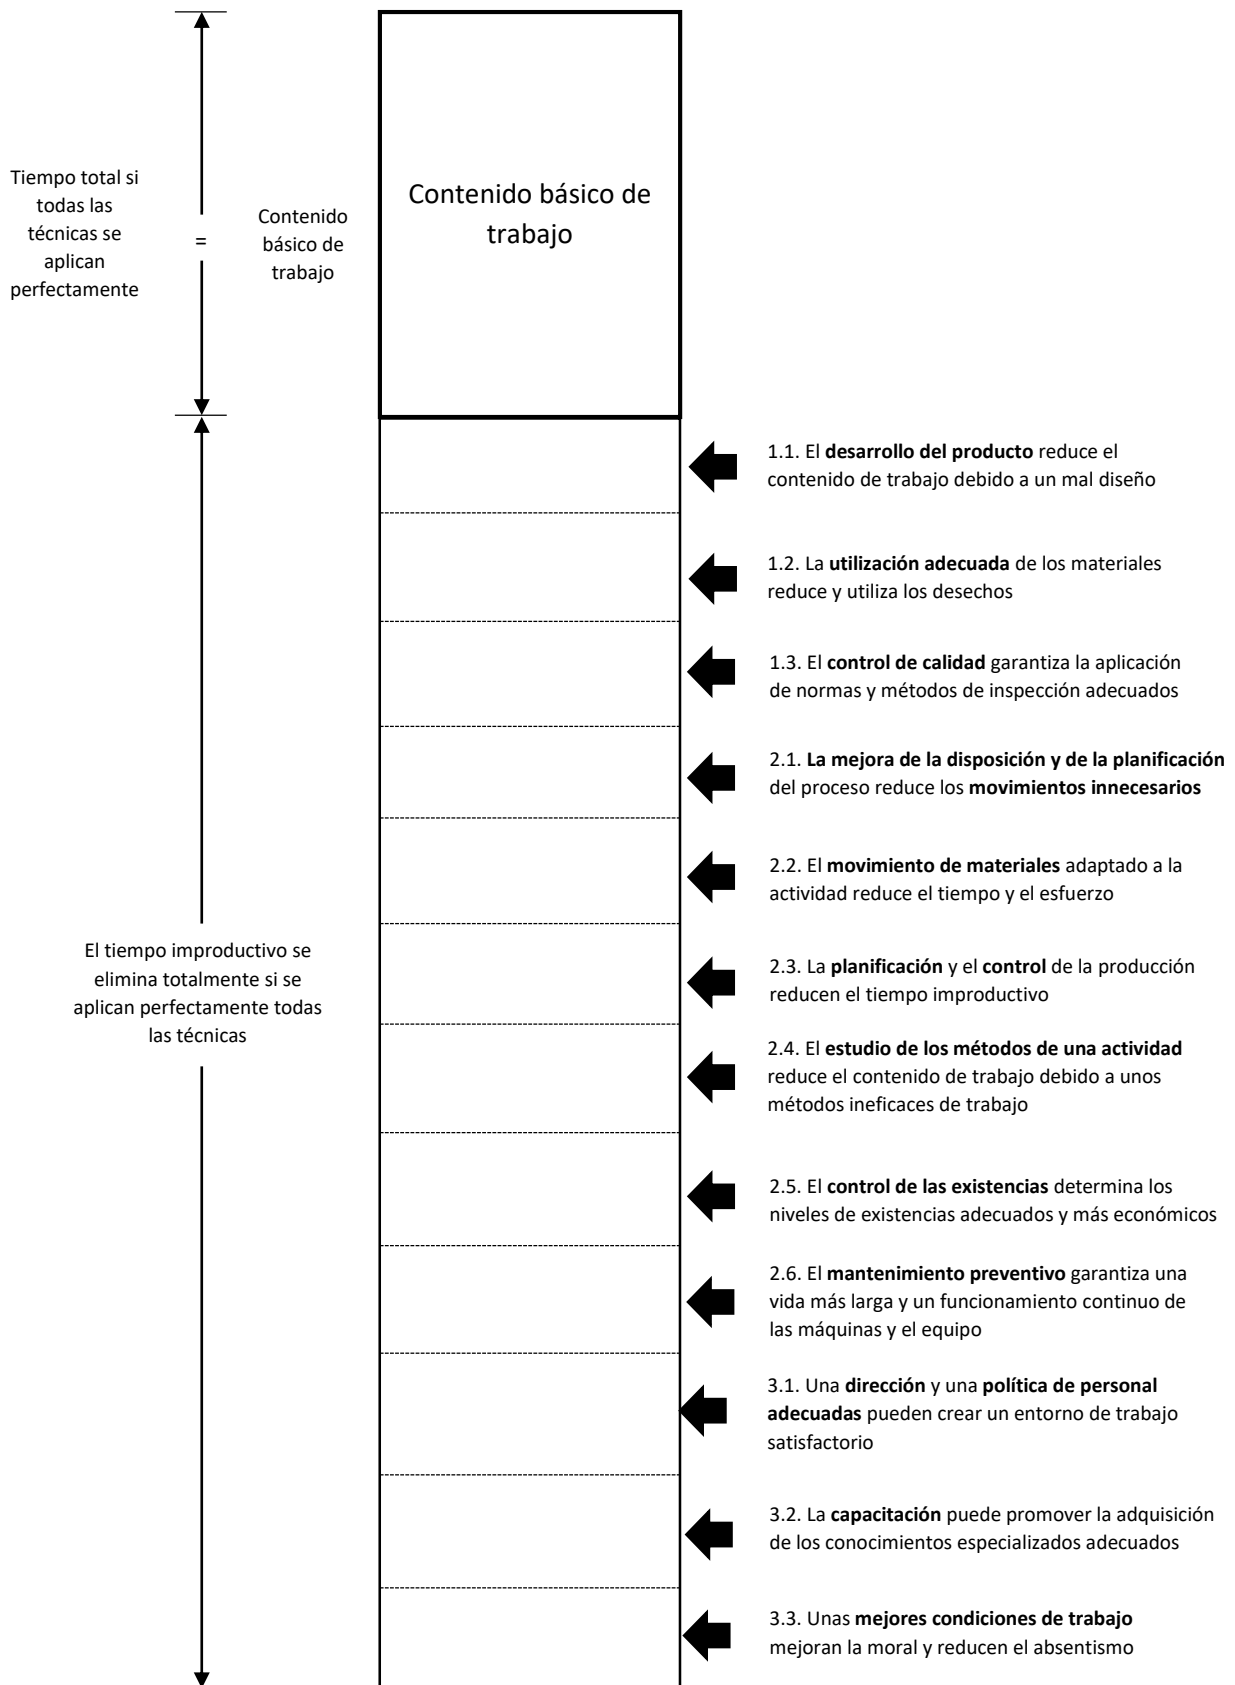 Tiempo total si
todas las
técnicas se
aplican
perfectamente
=
Contenido
básico de
trabajo
Contenido básico de
trabajo
1.1. El desarrollo del producto reduce el
contenido de trabajo debido a un mal diseño
1.2. La utilización adecuada de los materiales
reduce y utiliza los desechos
1.3. El control de calidad garantiza la aplicación
de normas y métodos de inspección adecuados
2.1. La mejora de la disposición y de la planificación
del proceso reduce los movimientos innecesarios
2.2. El movimiento de materiales adaptado a la
actividad reduce el tiempo y el esfuerzo
El tiempo improductivo se
elimina totalmente si se
aplican perfectamente todas
las técnicas
2.3. La planificación y el control de la producción
reducen el tiempo improductivo
2.4. El estudio de los métodos de una actividad
reduce el contenido de trabajo debido a unos
métodos ineficaces de trabajo
2.5. El control de las existencias determina los
niveles de existencias adecuados y más económicos
2.6. El mantenimiento preventivo garantiza una
vida más larga y un funcionamiento continuo de
las máquinas y el equipo
3.1. Una dirección y una política de personal
adecuadas pueden crear un entorno de trabajo
satisfactorio
3.2. La capacitación puede promover la adquisición
de los conocimientos especializados adecuados
3.3. Unas mejores condiciones de trabajo
mejoran la moral y reducen el absentismo